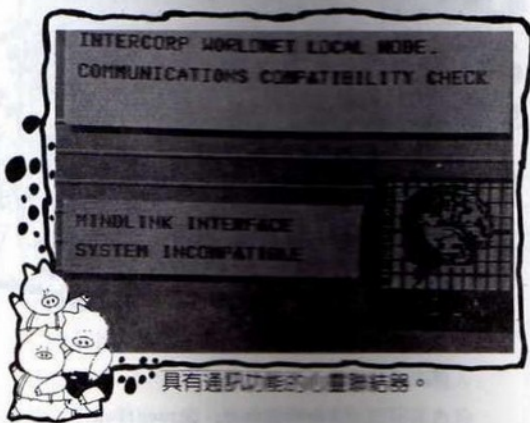 INTERCORP WORLDNET LOCAL NODE.
COMMUNICATIONS COMPATIBILITY CHECK
MINDLINK INTERFACE
SYSTEM INCOMPATIBLE
具有通訊功能的心靈聯結器。